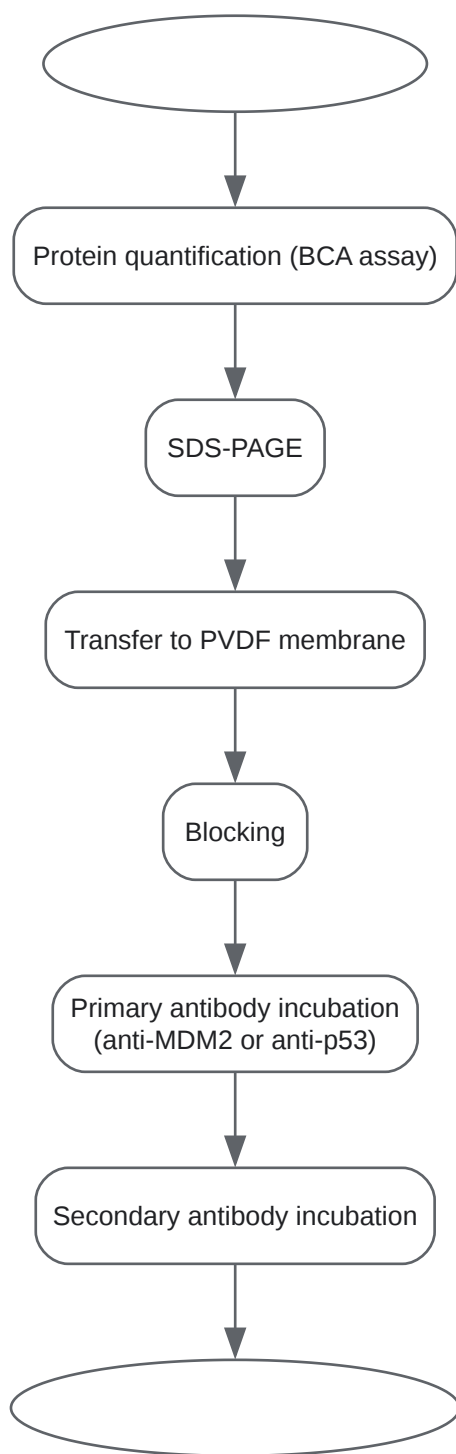 Protein quantification (BCA assay)
SDS-PAGE
Transfer to PVDF membrane
Blocking
Primary antibody incubation
(anti-MDM2 or anti-p53)
Secondary antibody incubation